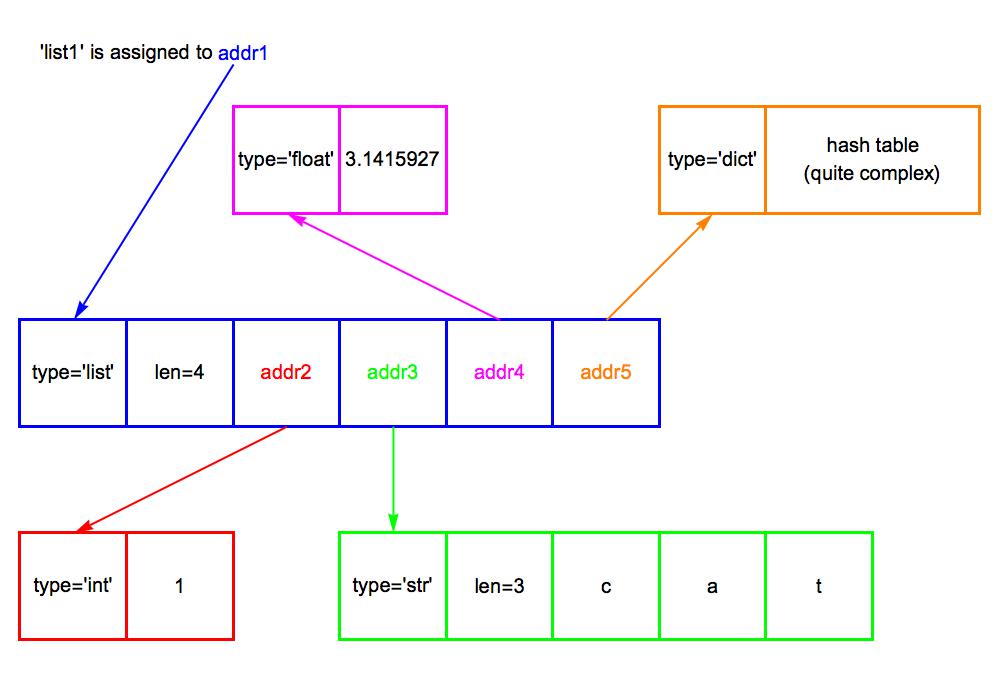 'list1' is assigned to addr1
type='float' 3.1415927
type='dict' hash table
(quite complex)
type='list' len=4 addr2 addr3 addr4 addr5
type='int' 1
type='str' len=3 c a t